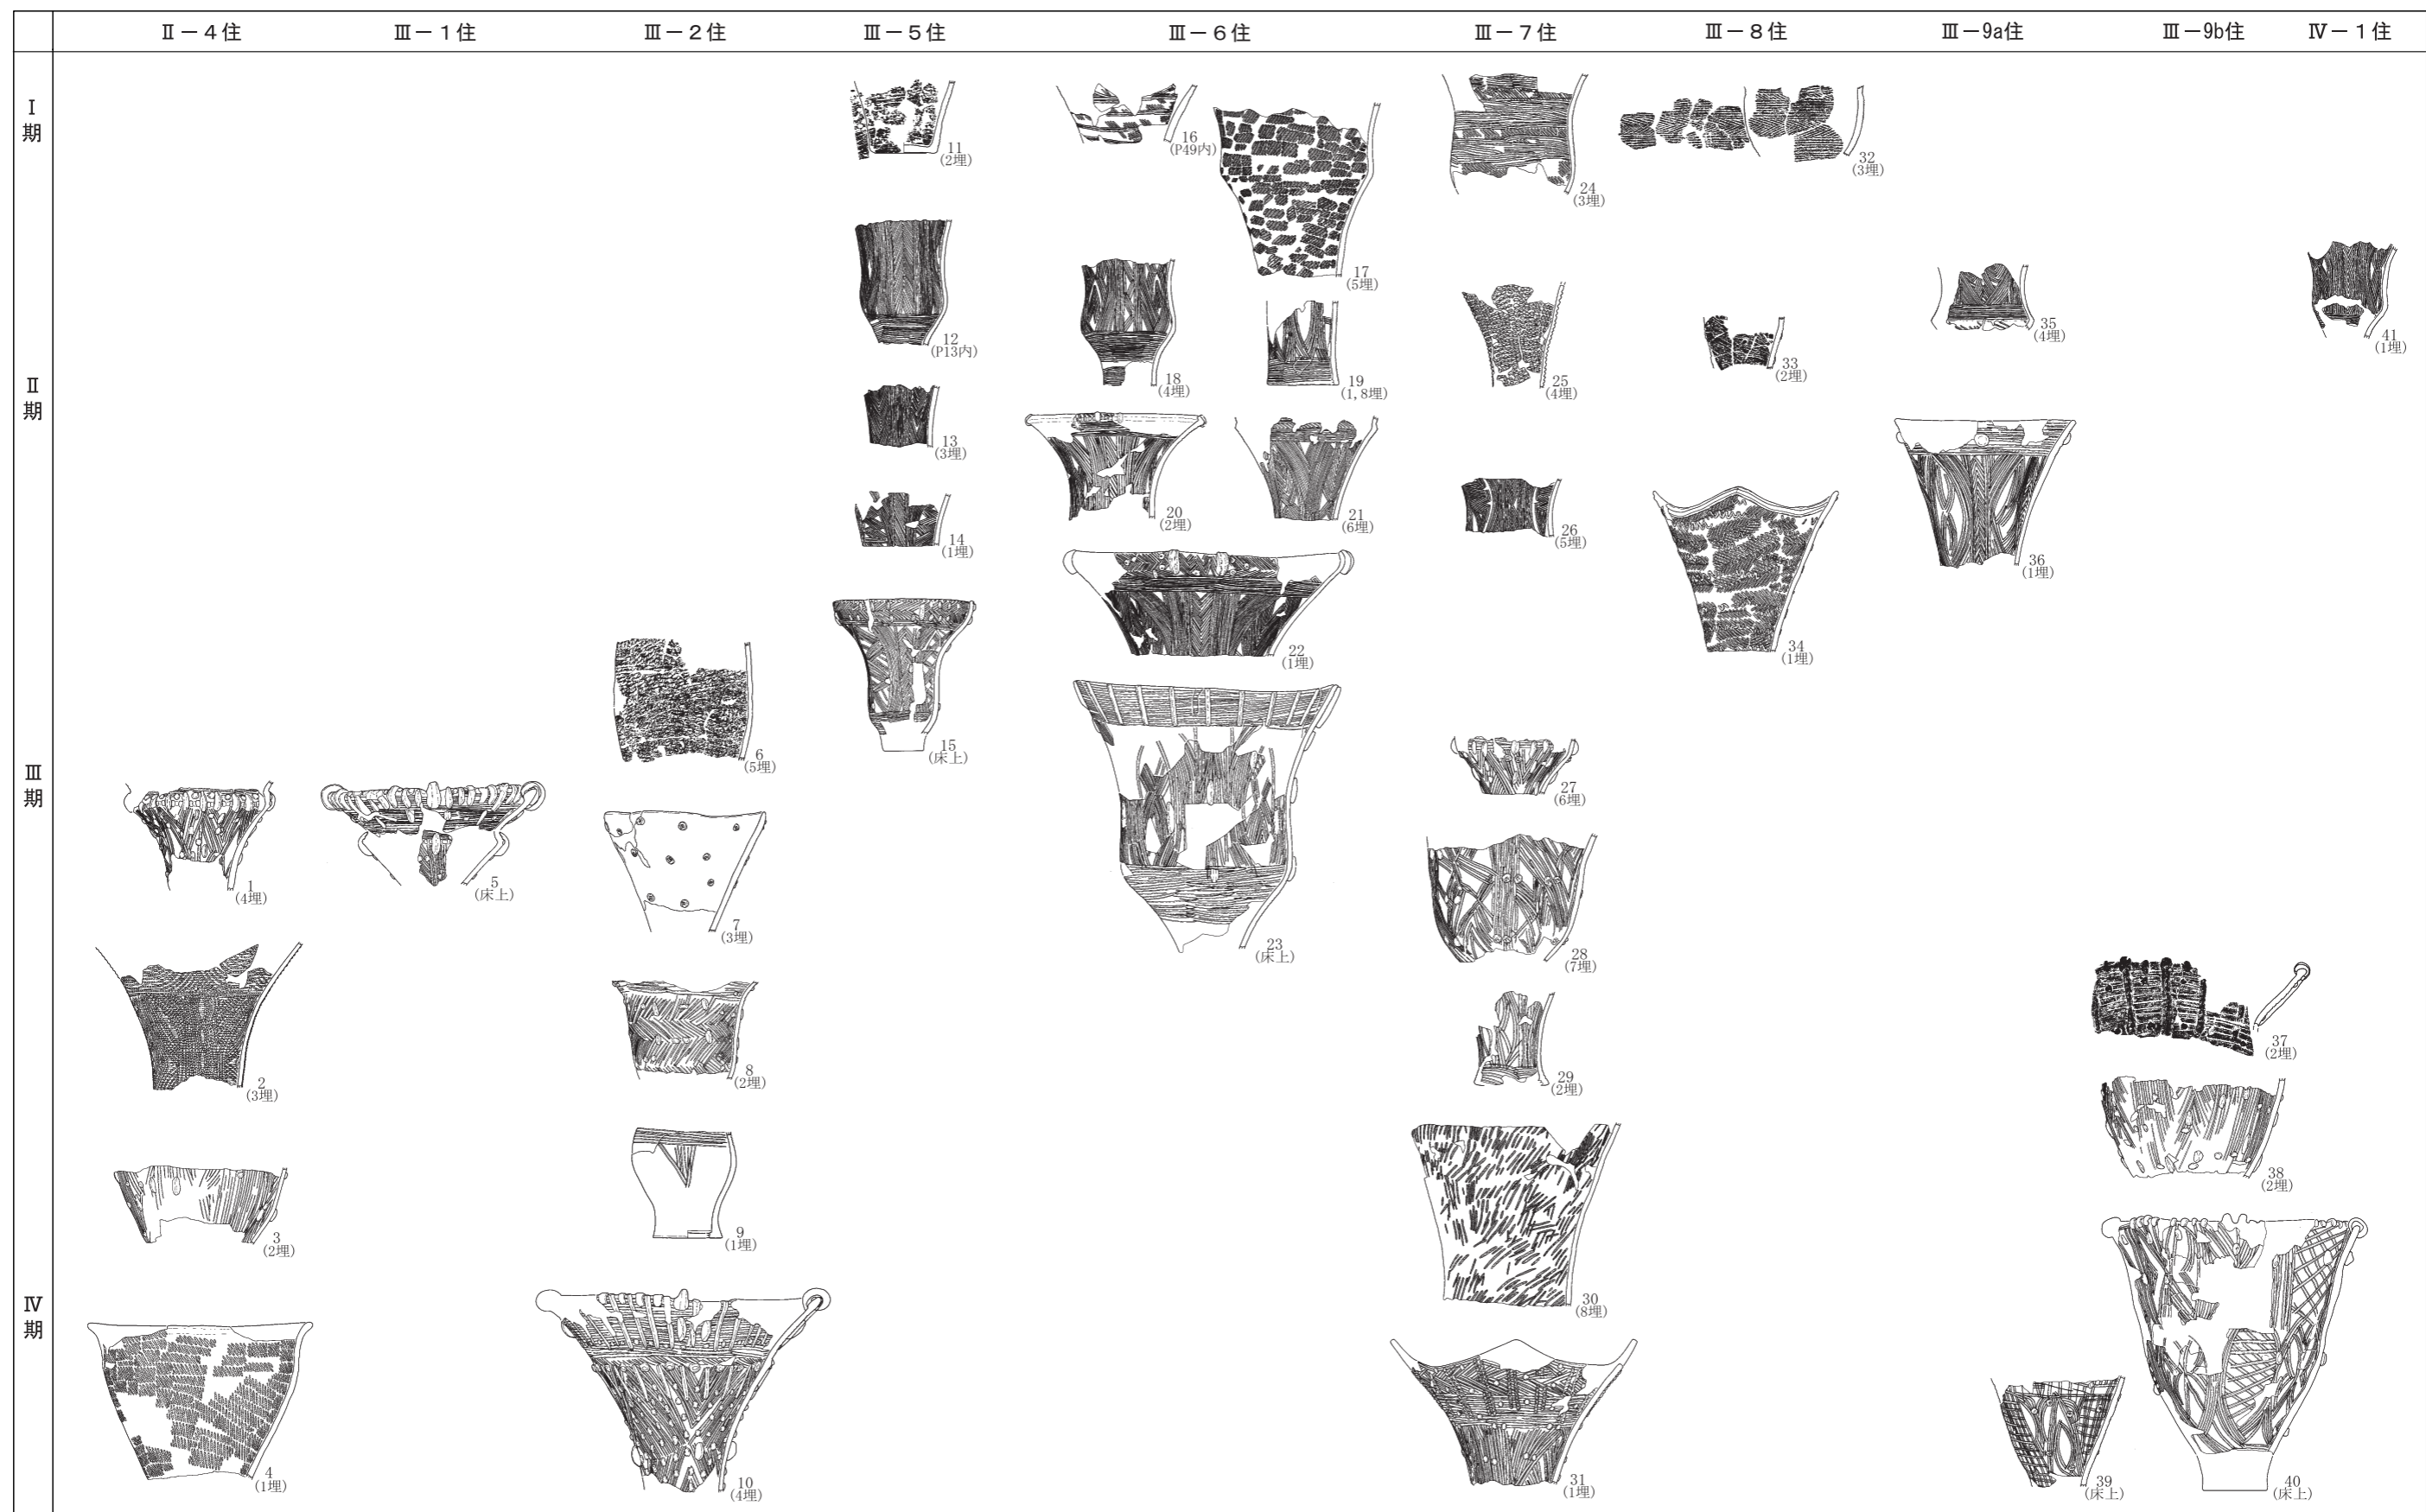 Ⅱ－４住
Ⅲ－１住
Ⅲ－２住
Ⅲ－５住
Ⅲ－６住
Ⅲ－７住
Ⅲ－８住
Ⅲ－9a住
Ⅲ－9b住
Ⅳ－１住
Ⅰ
期
Ⅱ
期
Ⅲ
期
Ⅳ
期
1
(4埋)
2
(3埋)
3
(2埋)
4
(1埋)
5
(床上)
6
(5埋)
7
(3埋)
8
(2埋)
9
(1埋)
10
(4埋)
11
(2埋)
12
(P13内)
13
(3埋)
14
(1埋)
15
(床上)
16
(P49内)
17
(5埋)
18
(4埋)
19
(1, 8埋)
20
(2埋)
21
(6埋)
22
(1埋)
23
(床上)
24
(3埋)
25
(4埋)
26
(5埋)
27
(6埋)
28
(7埋)
29
(2埋)
30
(8埋)
31
(1埋)
32
(3埋)
33
(2埋)
34
(1埋)
35
(4埋)
36
(1埋)
37
(2埋)
38
(2埋)
39
(床上)
40
(床上)
41
(1埋)